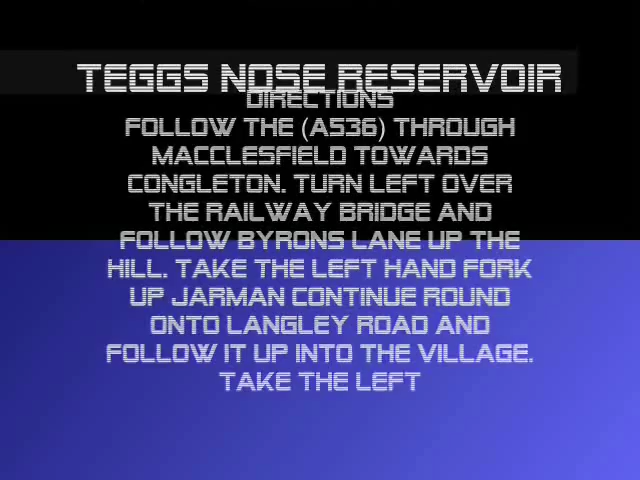 TEGGS NOSE RESERVOIR
DIRECTIONS
FOLLOW THE (A536) THROUGH
MACCLESFIELD TOWARDS
CONGLETON. TURN LEFT OVER
THE RAILWAY BRIDGE AND
FOLLOW BYRONS LANE UP THE
HILL. TAKE THE LEFT HAND FORK
UP JARMAN CONTINUE ROUND
ONTO LANGLEY ROAD AND
FOLLOW IT UP INTO THE VILLAGE.
TAKE THE LEFT